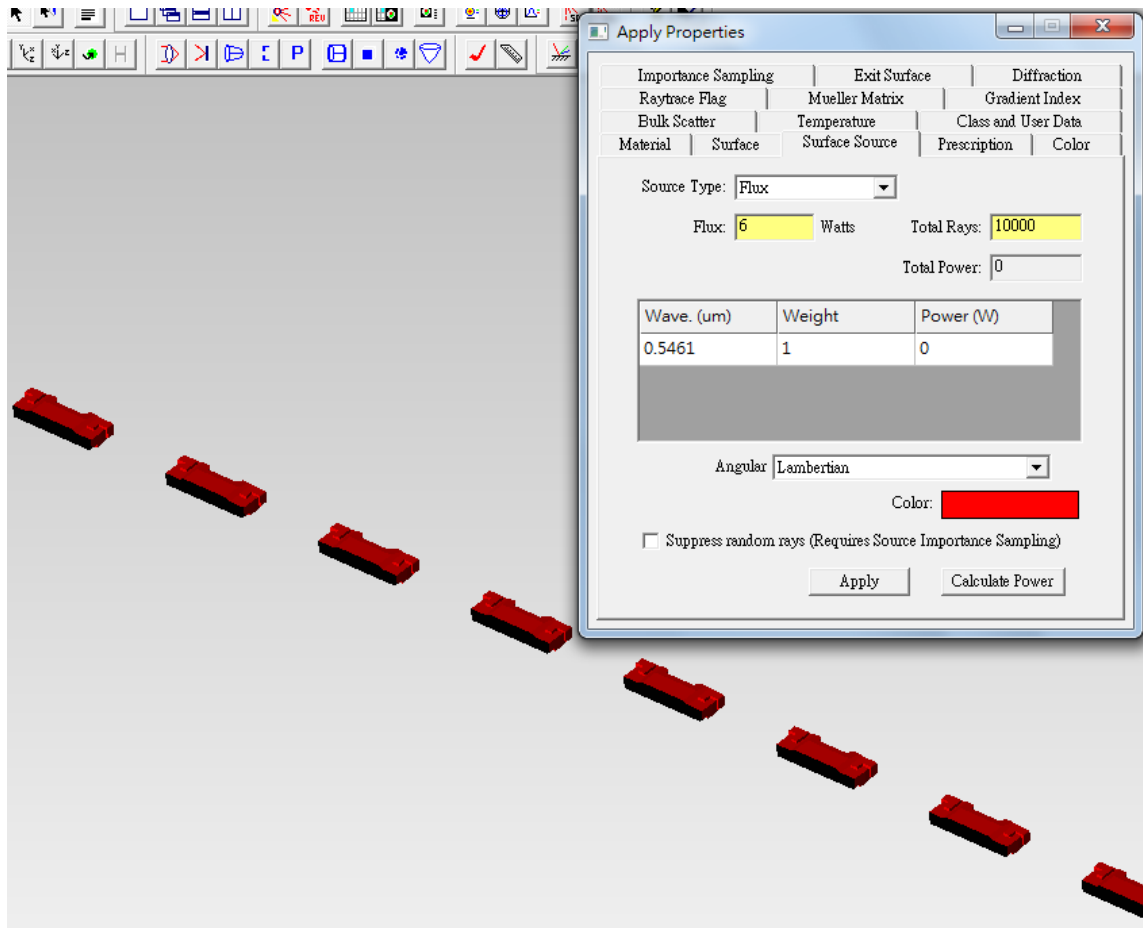 REV
H
P
Apply Properties
Importance Sampling Exit Surface Diffraction
Raytrace Flag Mueller Matrix Gradient Index
Bulk Scatter Temperature Class and User Data
Material Surface Surface Source Prescription Color
Source Type: Flux
Flux: 6 Watts Total Rays: 10000
Total Power: 0
Wave. (um) Weight Power (W)
0.5461 1 0
Angular Lambertian
Color:
Suppress random rays (Requires Source Importance Sampling)
Apply Calculate Power